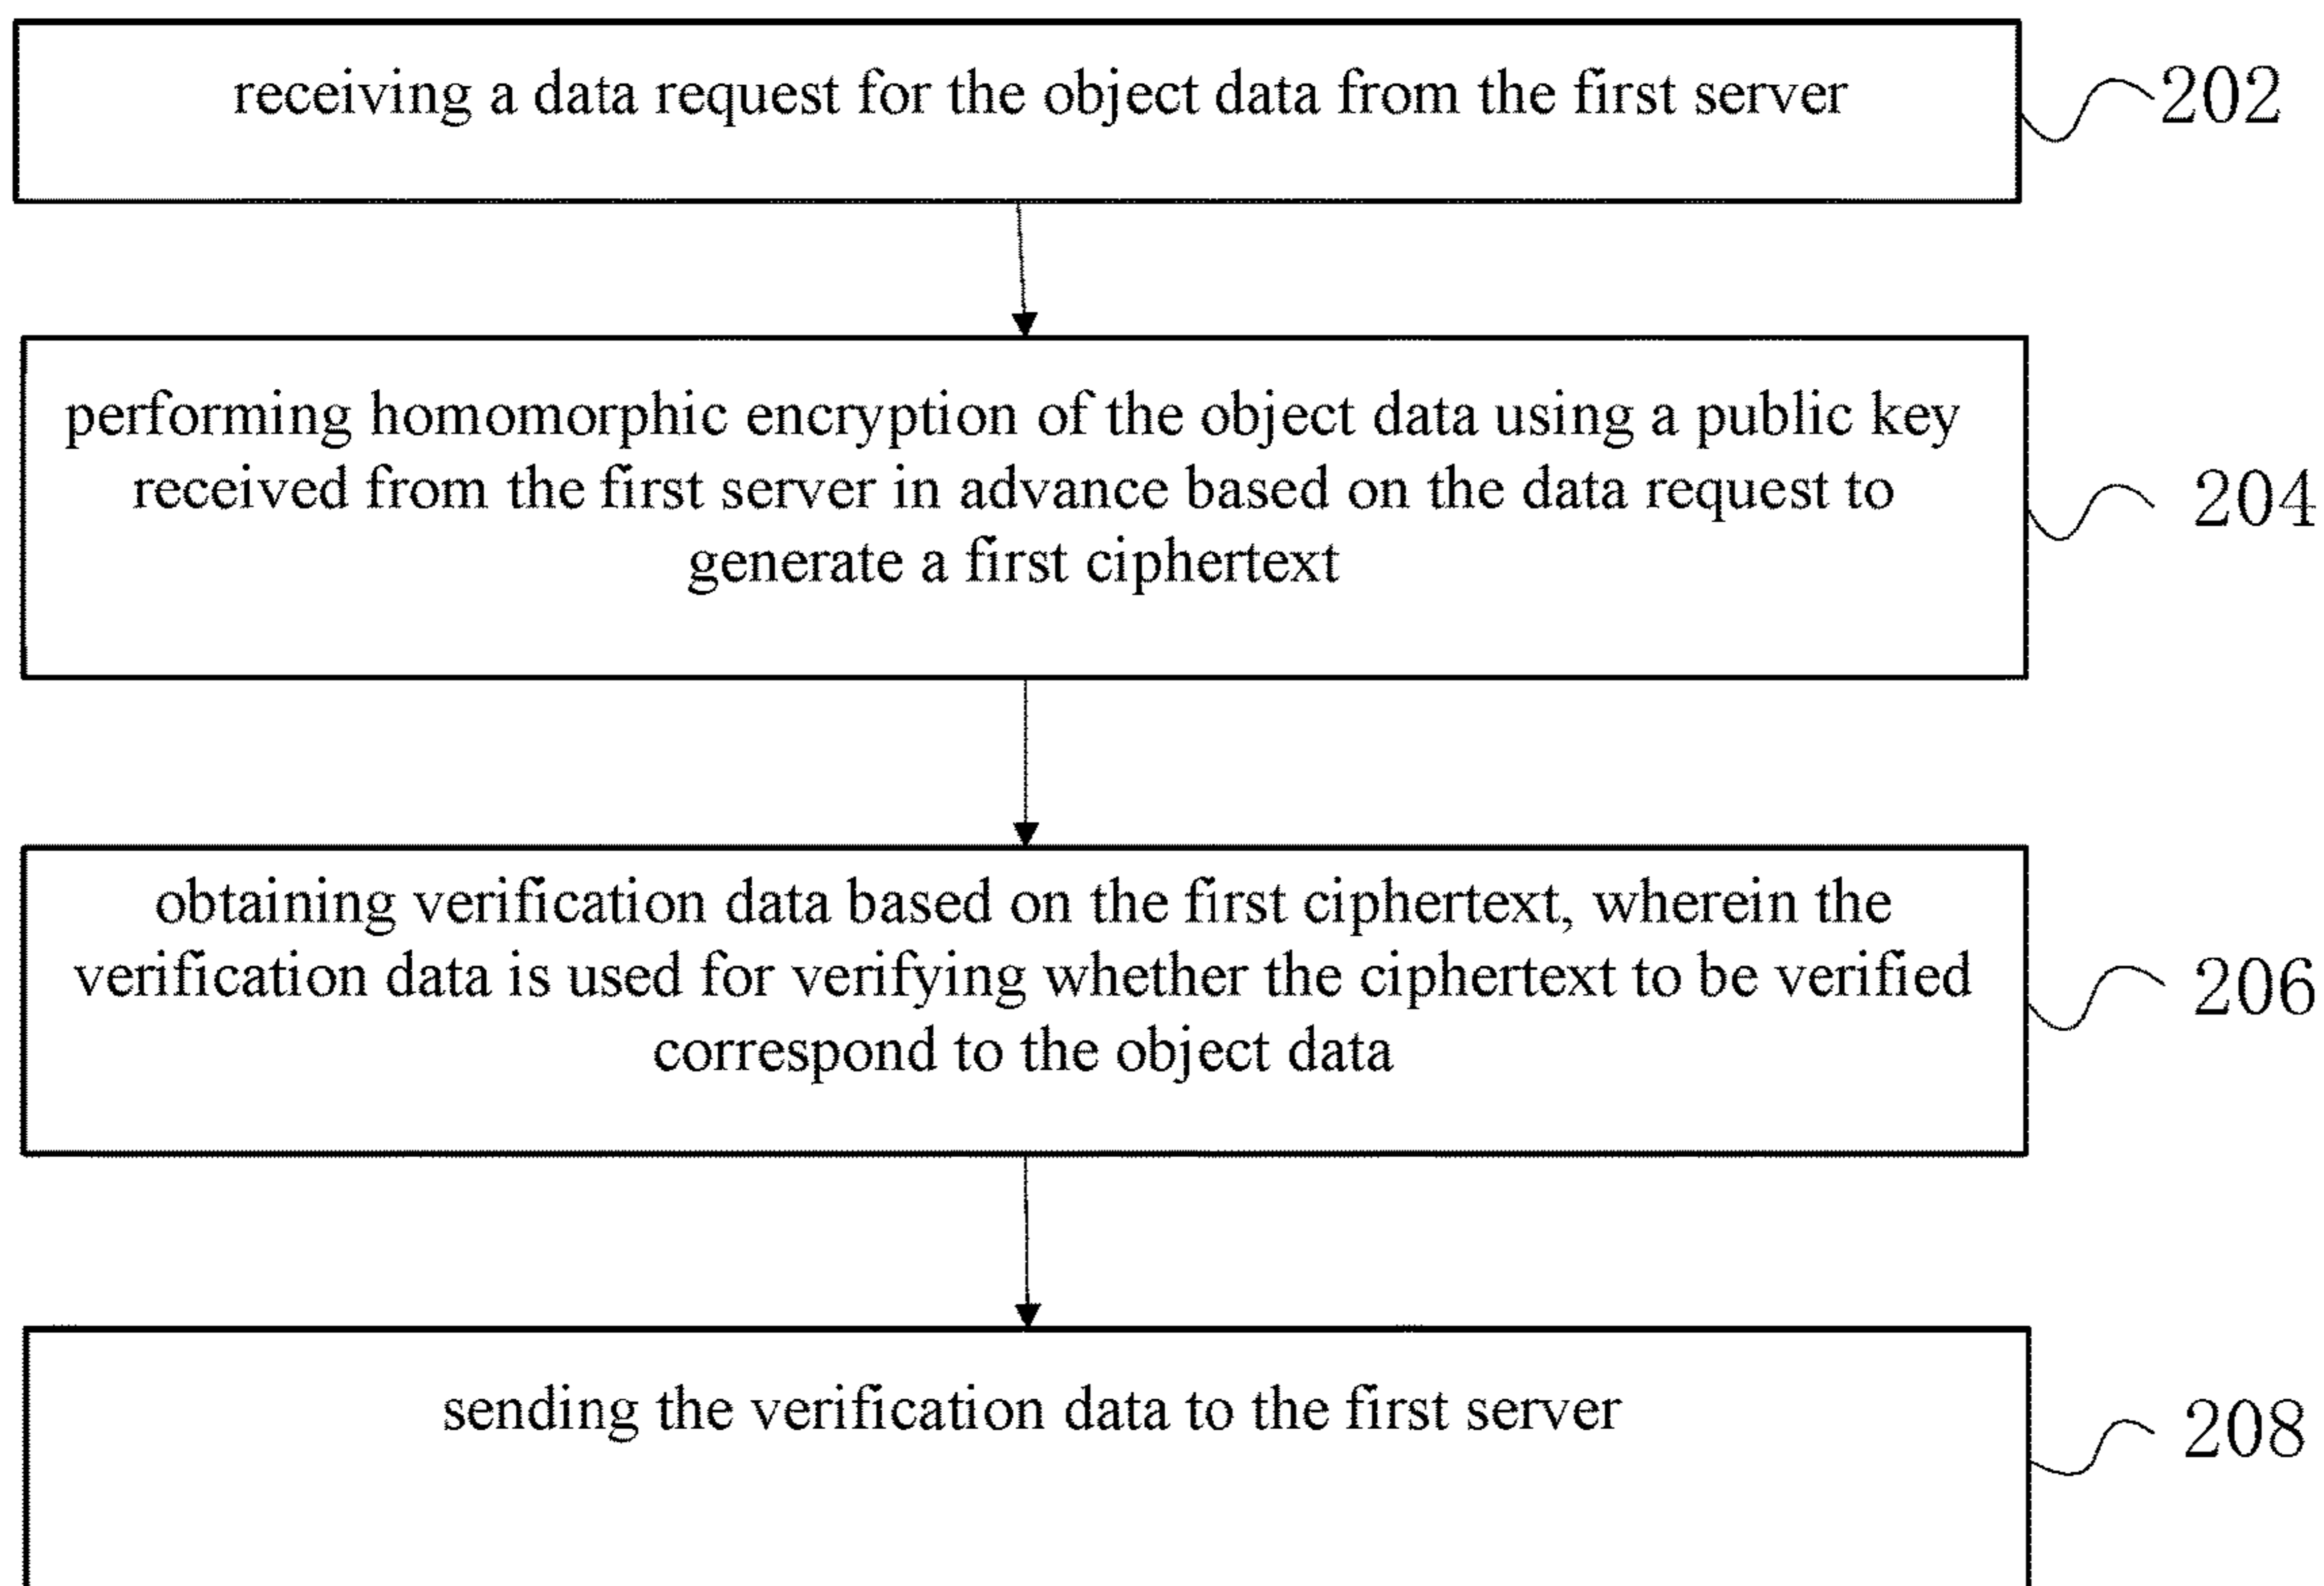 receiving a data request for the object data from the first server
202
performing homomorphic encryption of the object data using a public key
received from the first server in advance based on the data request to
generate a first ciphertext
204
obtaining verification data based on the first ciphertext, wherein the
verification data is used for verifying whether the ciphertext to be verified
correspond to the object data
206
sending the verification data to the first server
208